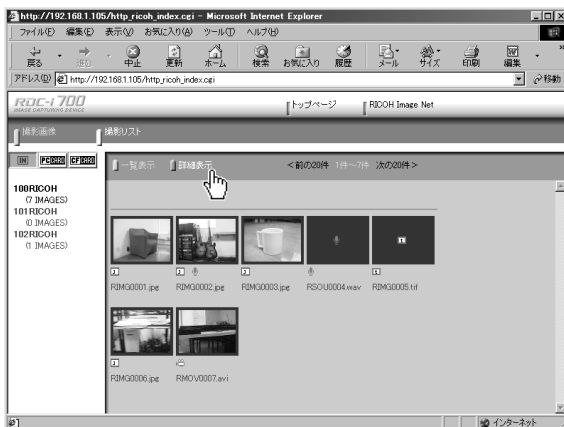 http://192.168.1.105/http_ricoh_index.cgi - Microsoft Internet Explorer
ファイル(F) 編集(E) 表示(V) お気に入り(A) ツール(T) ヘルプ(H)
戻る 中止 更新 ホーム 検索 お気に入り 履歴 メール サイズ 印刷 編集
アドレス(D) http://192.168.1.105/http_ricoh_index.cgi 移動
RDC-i 700
IMAGE CAPTURING DEVICE
トップページ RICOH Image Net
撮影画像 撮影リスト
IN PC CARD CF CARD
一覧表示 詳細表示 <前の20件 1件〜7件 次の20件>
100RICOH
(7 IMAGES)
101RICOH
(0 IMAGES)
102RICOH
(1 IMAGES)
RIMG0001.jpg RIMG0002.jpg RIMG0003.jpg RSOU0004.wav RIMG0005.tif
RIMG0006.jpg RMOV0007.avi
インターネット